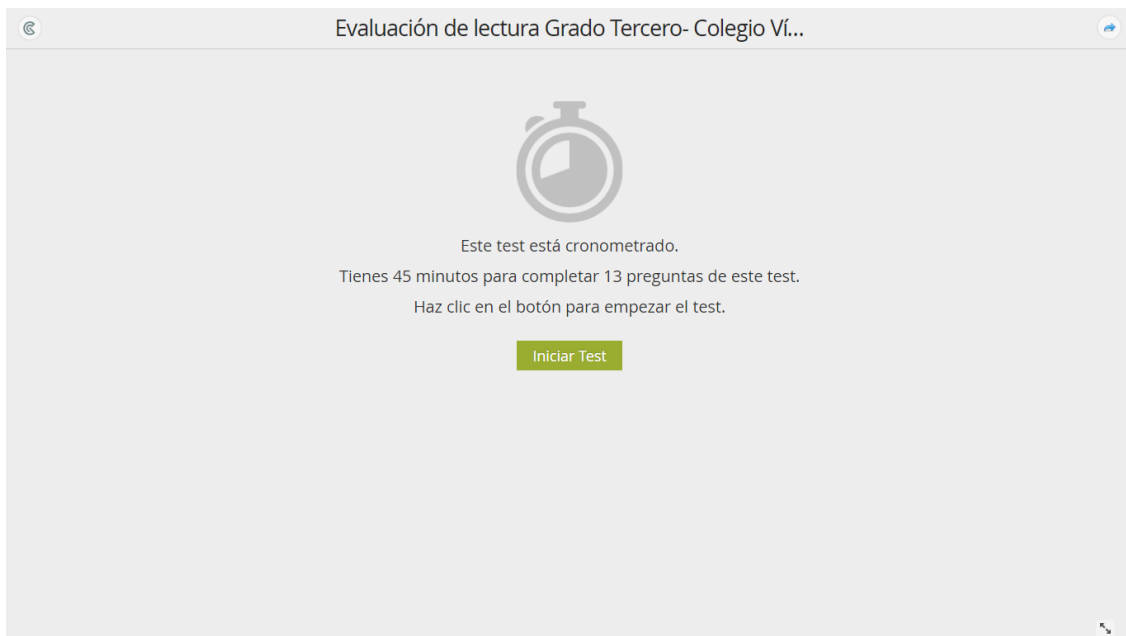 Evaluación de lectura Grado Tercero- Colegio Ví...
Este test está cronometrado.
Tienes 45 minutos para completar 13 preguntas de este test.
Haz clic en el botón para empezar el test.
Iniciar Test